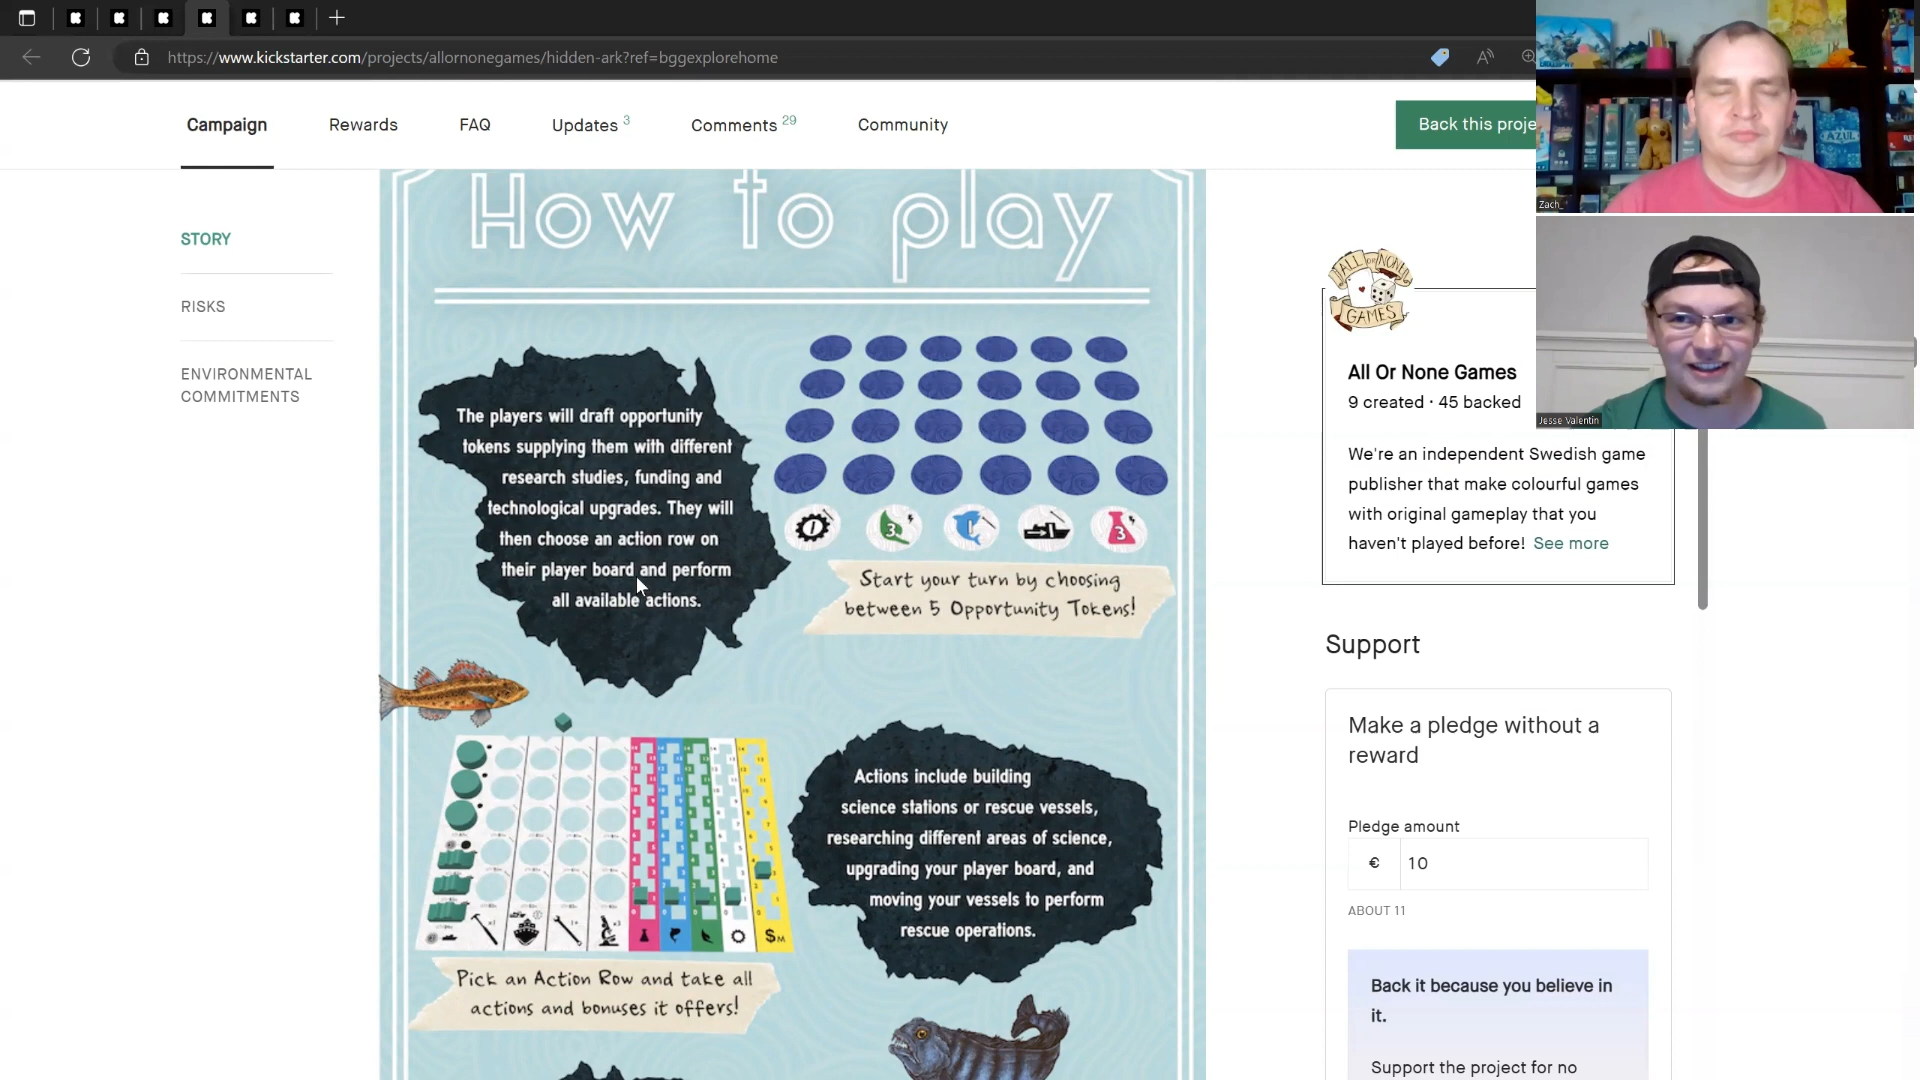 https://www.kickstarter.com/projects/allornonegames/hidden-ark?ref=bggexplorehome
Campaign
Rewards
FAQ
Updates 3
Comments 29
Community
Back this proje
STORY
RISKS
ENVIRONMENTAL
COMMITMENTS
How to play
The players will draft opportunity
tokens supplying them with different
research studies, funding and
technological upgrades. They will
then choose an action row on
their player board and perform
all available actions.
Start your turn by choosing
between 5 Opportunity Tokens!
Actions include building
science stations or rescue vessels,
researching different areas of science,
upgrading your player board, and
moving your vessels to perform
rescue operations.
Pick an Action Row and take all
actions and bonuses it offers!
ALL or NONE
GAMES
All Or None Games
9 created · 45 backed
We're an independent Swedish game
publisher that make colourful games
with original gameplay that you
haven't played before! See more
Support
Make a pledge without a
reward
Pledge amount
€ 10
ABOUT 11
Back it because you believe in
it.
Support the project for no
Zach_
AZUL
Jesse Valentin